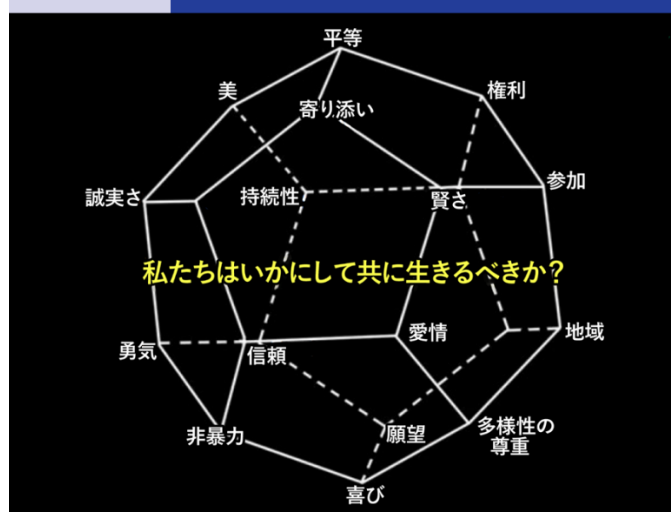 平等
美
権利
寄り添い
誠実さ
持続性
賢さ
参加
私たちはいかにして共に生きるべきか？
勇気
信頼
愛情
地域
非暴力
願望
多様性の
尊重
喜び